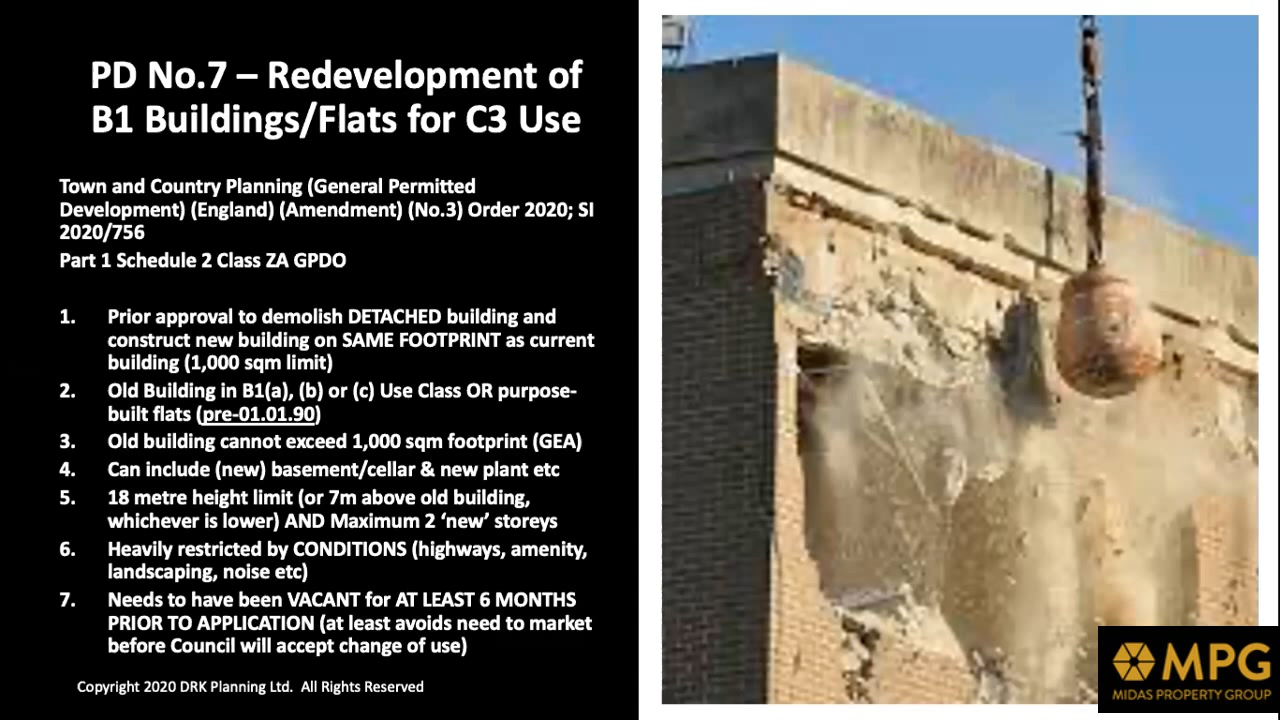 PD No.7 – Redevelopment of
B1 Buildings/Flats for C3 Use
Town and Country Planning (General Permitted
Development) (England) (Amendment) (No.3) Order 2020; SI
2020/756
Part 1 Schedule 2 Class ZA GPDO
1. Prior approval to demolish DETACHED building and
construct new building on SAME FOOTPRINT as current
building (1,000 sqm limit)
2. Old Building in B1(a), (b) or (c) Use Class OR purpose-
built flats (pre-01.01.90)
3. Old building cannot exceed 1,000 sqm footprint (GEA)
4. Can include (new) basement/cellar & new plant etc
5. 18 metre height limit (or 7m above old building,
whichever is lower) AND Maximum 2 ‘new’ storeys
6. Heavily restricted by CONDITIONS (highways, amenity,
landscaping, noise etc)
7. Needs to have been VACANT for AT LEAST 6 MONTHS
PRIOR TO APPLICATION (at least avoids need to market
before Council will accept change of use)
Copyright 2020 DRK Planning Ltd. All Rights Reserved
MPG
MIDAS PROPERTY GROUP